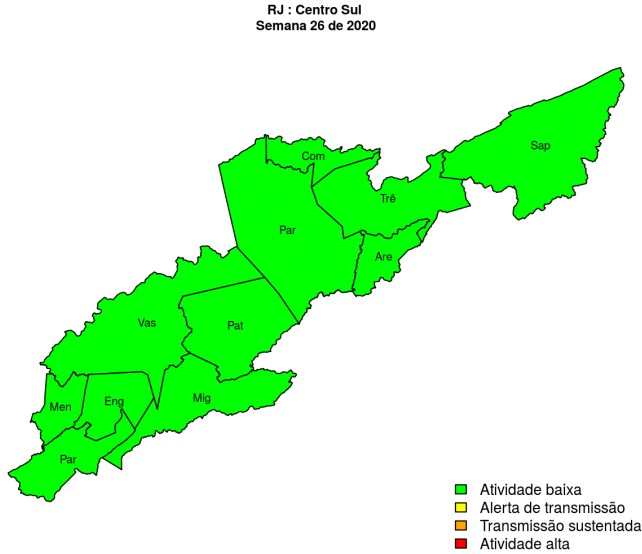 RJ : Centro Sul
Semana 26 de 2020
Sap
Com
Trê
Par
Are
Vas
Pat
Men
Eng
Mig
Par
Atividade baixa
Alerta de transmissão
Transmissão sustentada
Atividade alta